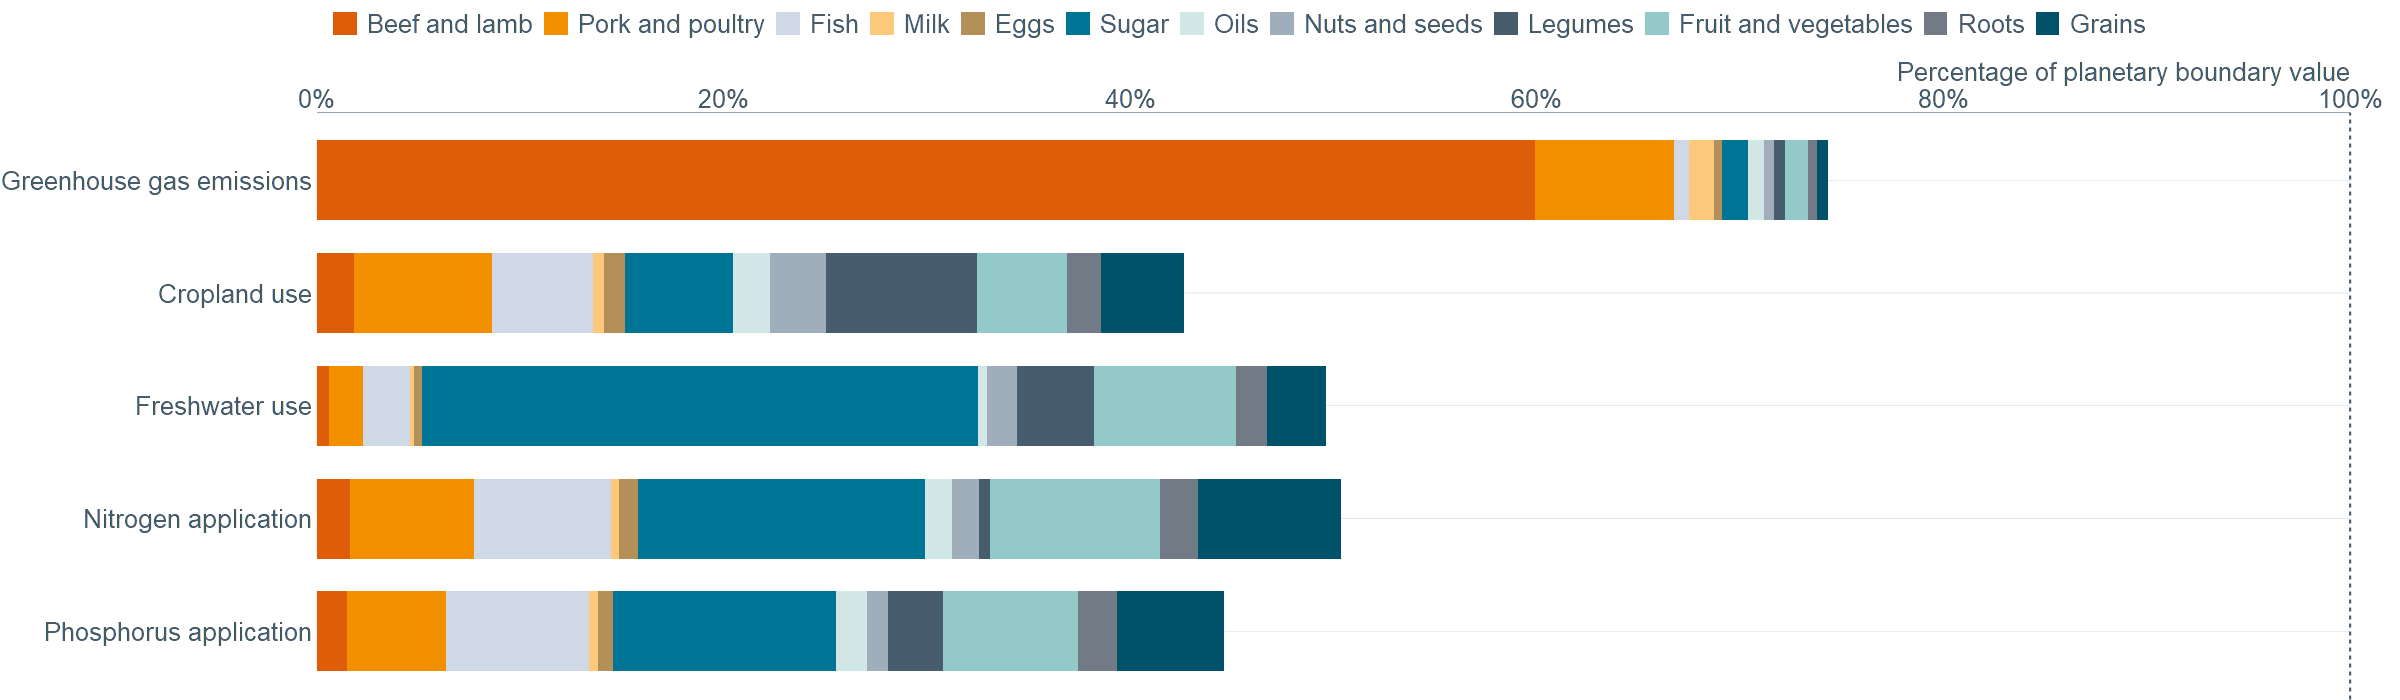 Beef and lamb Pork and poultry Fish Milk Eggs Sugar Oils Nuts and seeds Legumes Fruit and vegetables Roots Grains
Percentage of planetary boundary value
0% 20% 40% 60% 80% 100%
Greenhouse gas emissions
Cropland use
Freshwater use
Nitrogen application
Phosphorus application